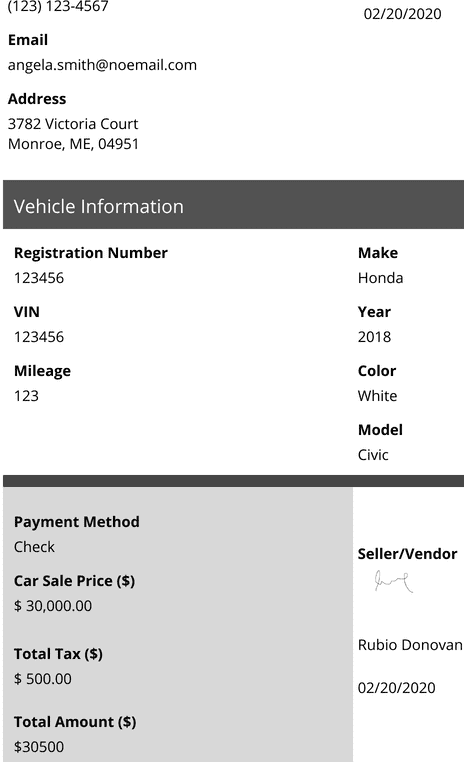 (123) 123-4567
02/20/2020
Email
angela.smith@noemail.com
Address
3782 Victoria Court
Monroe, ME, 04951
Vehicle Information
Registration Number
123456
VIN
123456
Mileage
123
Make
Honda
Year
2018
Color
White
Model
Civic
Payment Method
Check
Car Sale Price ($)
$ 30,000.00
Total Tax ($)
$ 500.00
Total Amount ($)
$30500
Seller/Vendor
Rubio Donovan
02/20/2020